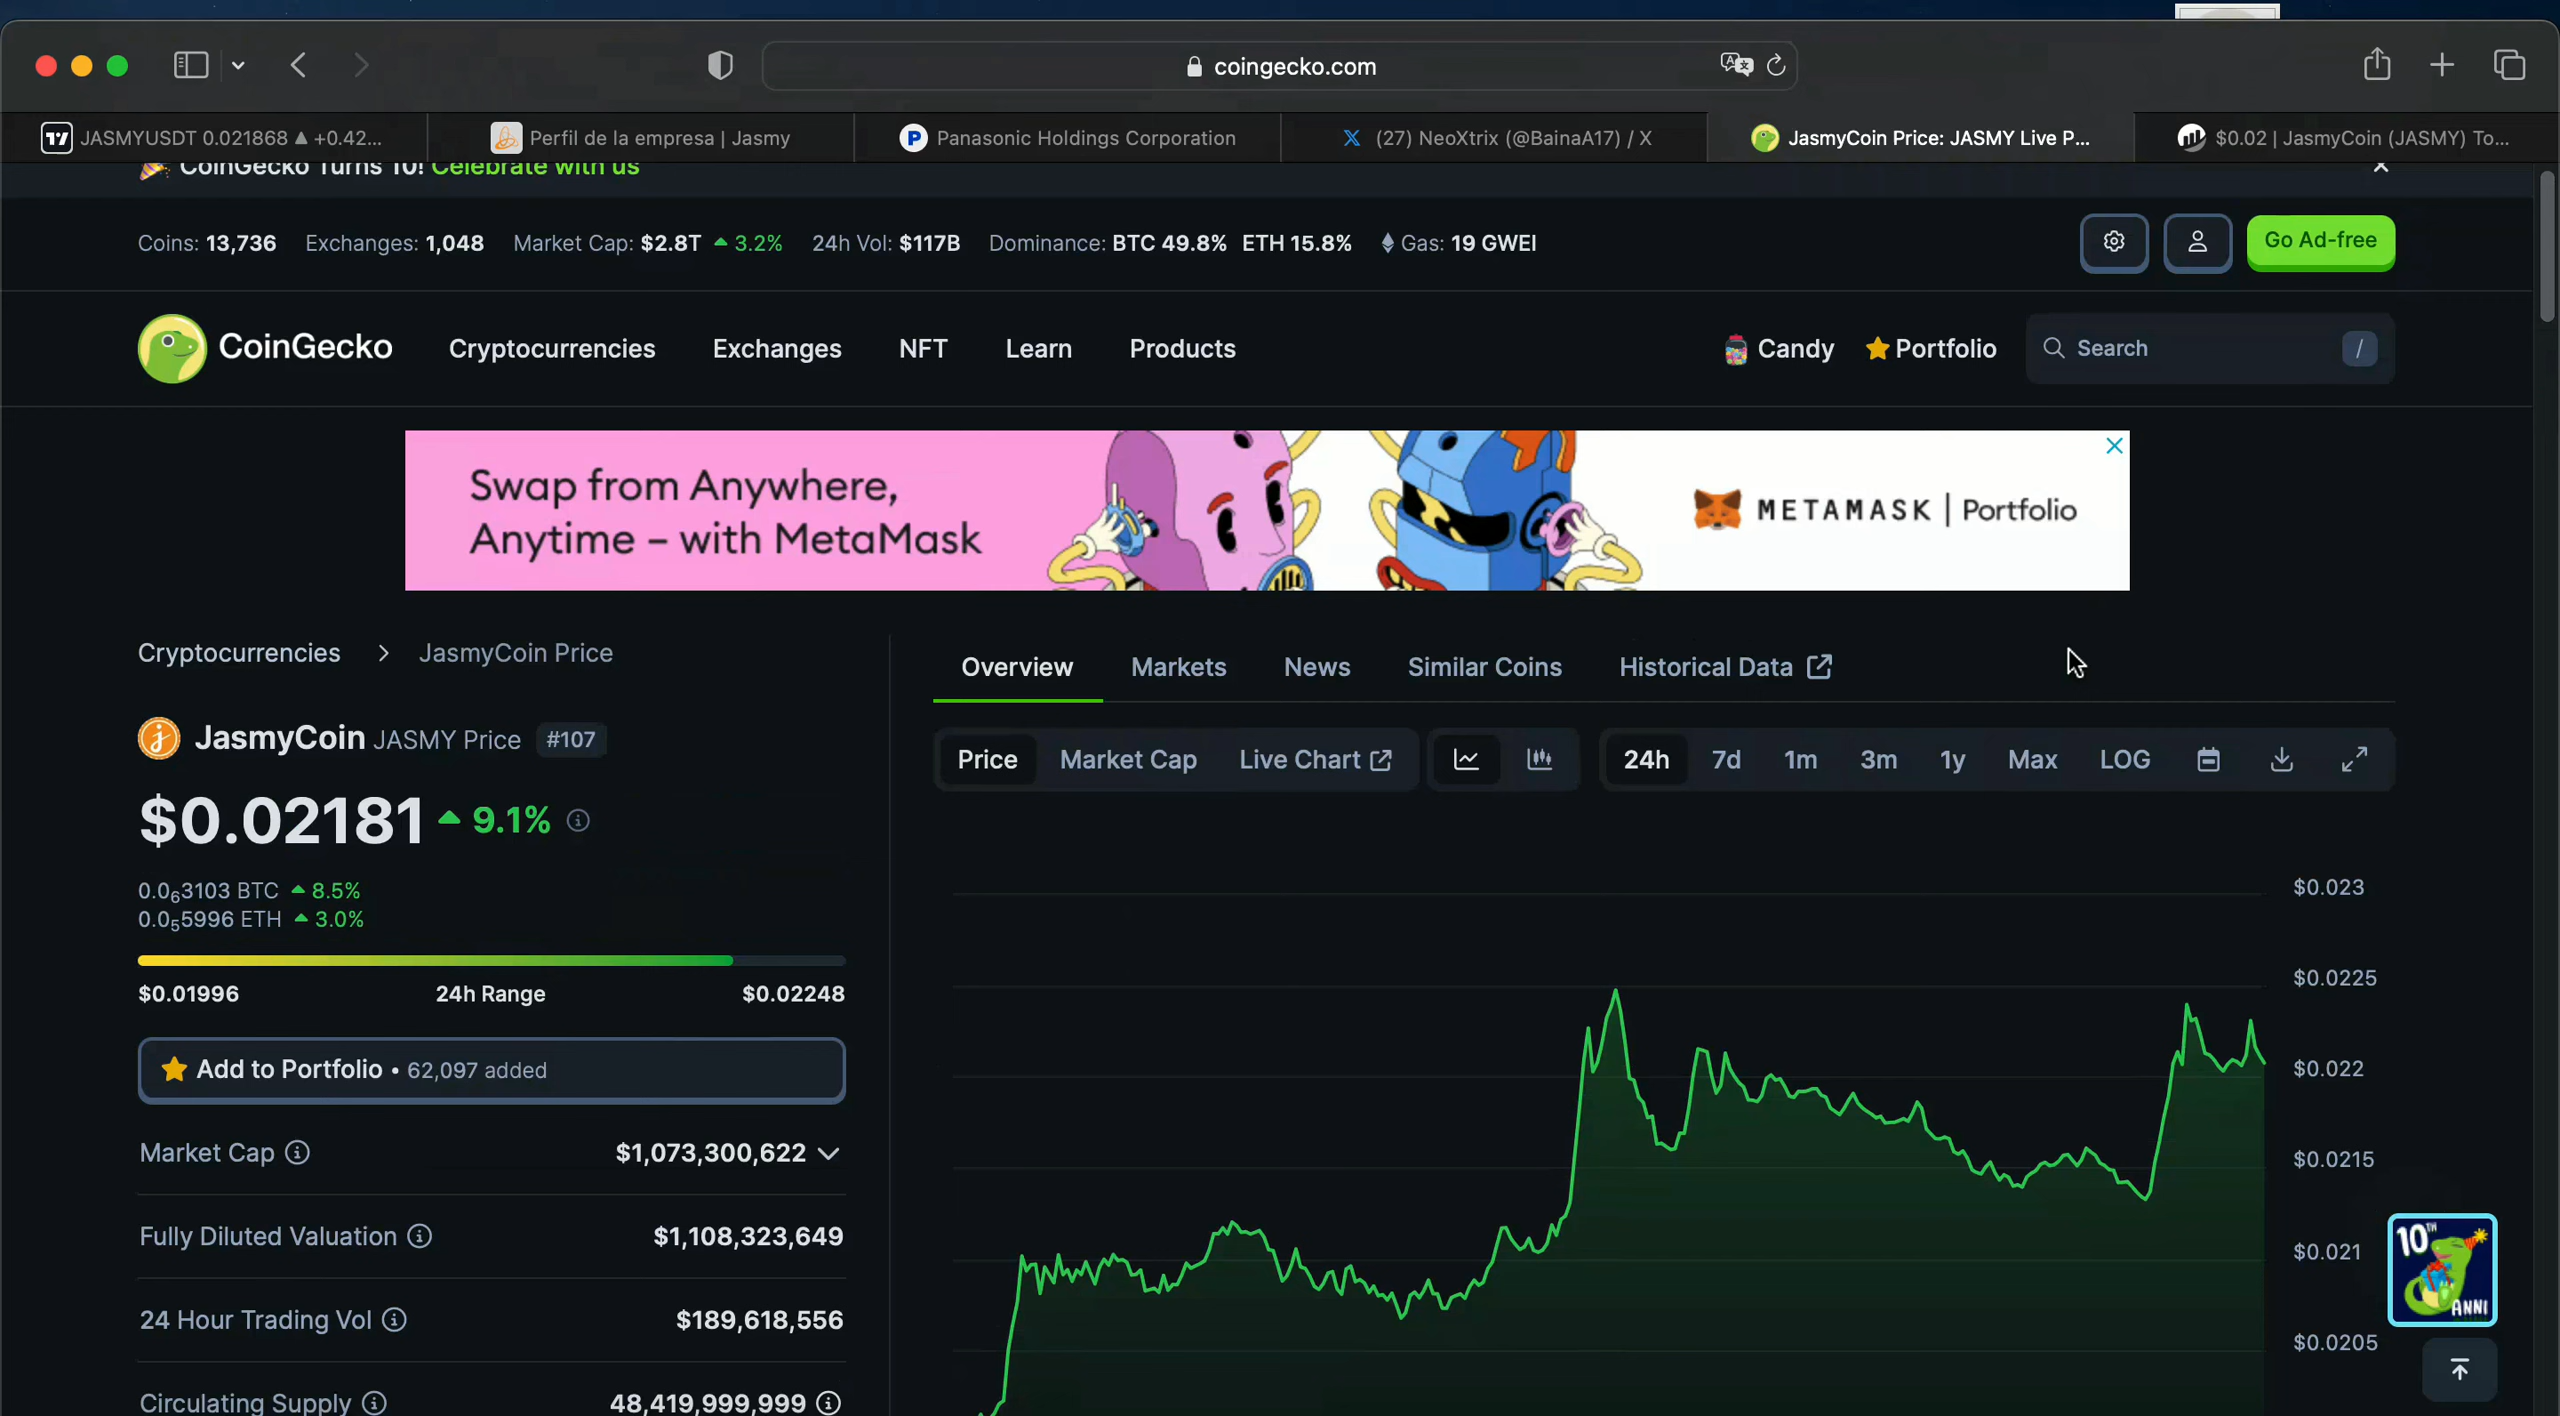 coingecko.com
JASMYUSDT 0.021868 ▲ +0.42...
Perfil de la empresa | Jasmy
Panasonic Holdings Corporation
(27) NeoXtrix (@BainaA17) / X
JasmyCoin Price: JASMY Live P...
$0.02 | JasmyCoin (JASMY) To...
CoinGecko Turns 10! Celebrate with us
Coins: 13,736 Exchanges: 1,048 Market Cap: $2.8T ▲ 3.2% 24h Vol: $117B Dominance: BTC 49.8% ETH 15.8% Gas: 19 GWEI
Go Ad-free
CoinGecko Cryptocurrencies Exchanges NFT Learn Products
Candy Portfolio Search /
Swap from Anywhere,
Anytime – with MetaMask
METAMASK | Portfolio
Cryptocurrencies > JasmyCoin Price
JasmyCoin JASMY Price #107
$0.02181 ▲ 9.1%
0.0₆3103 BTC ▲ 8.5%
0.0₅5996 ETH ▲ 3.0%
$0.01996 24h Range $0.02248
Add to Portfolio • 62,097 added
Market Cap $1,073,300,622
Fully Diluted Valuation $1,108,323,649
24 Hour Trading Vol $189,618,556
Circulating Supply 48,419,999,999
Overview Markets News Similar Coins Historical Data
Price Market Cap Live Chart 24h 7d 1m 3m 1y Max LOG
$0.023
$0.0225
$0.022
$0.0215
$0.021
$0.0205
10TH
ANNI